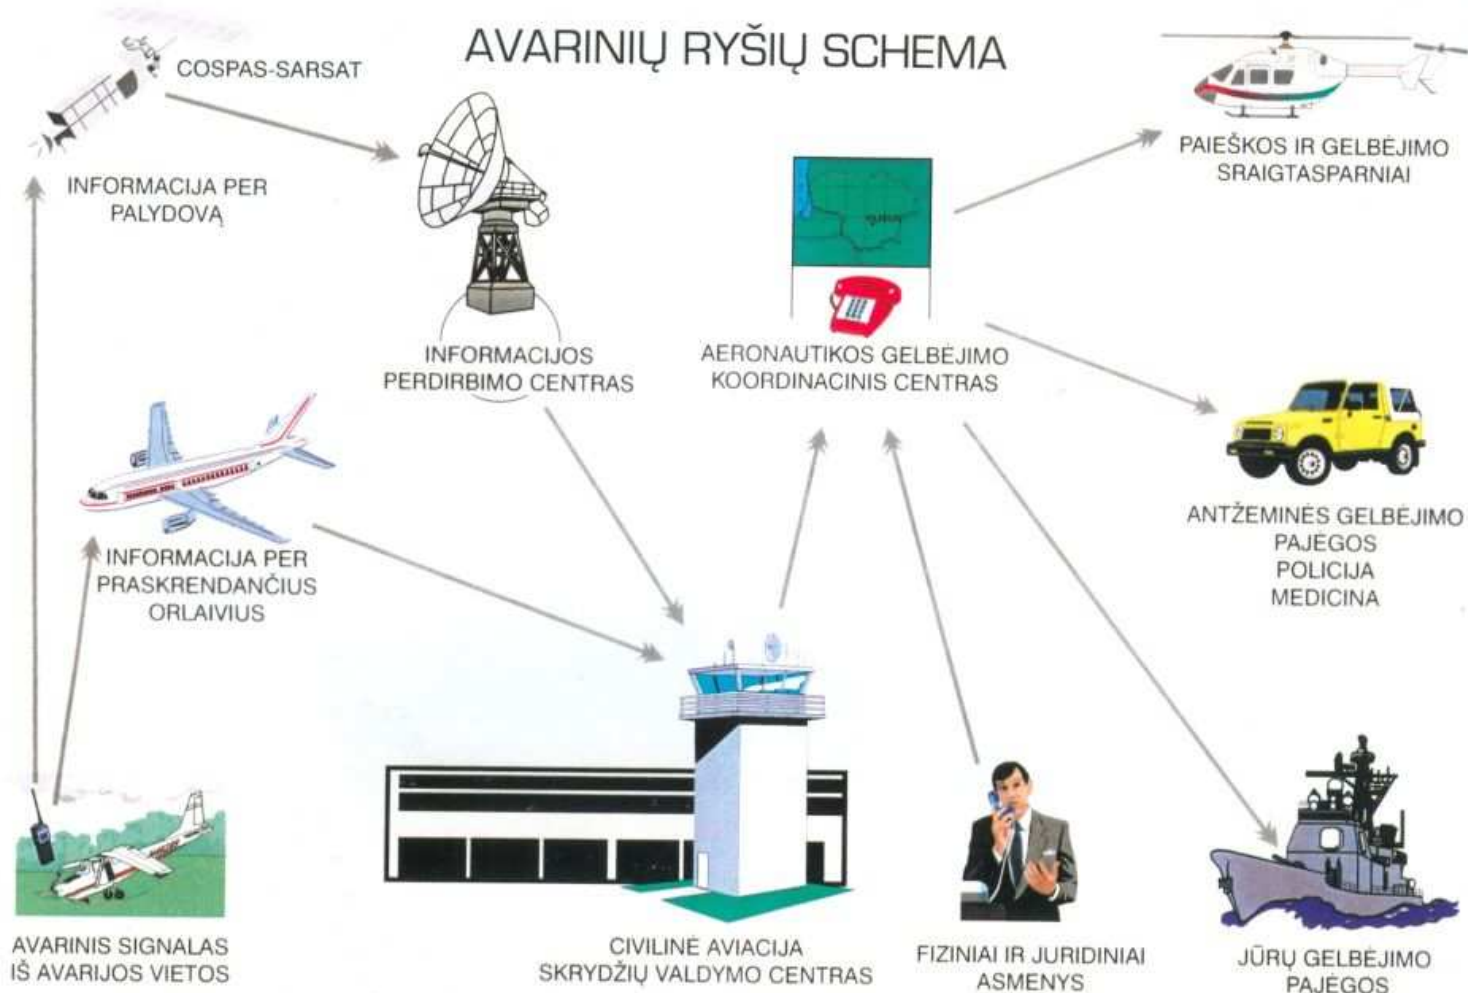 AVARINIŲ RYŠIŲ SCHEMA
COSPAS-SARSAT
INFORMACIJA PER
PALYDOVĄ
INFORMACIJOS
PERDIRBIMO CENTRAS
AERONAUTIKOS GELBĖJIMO
KOORDINACINIS CENTRAS
PAIEŠKOS IR GELBĖJIMO
SRAIGTASPARNIAI
INFORMACIJA PER
PRASKRENDANČIUS
ORLAIVIUS
ANTŽEMINĖS GELBĖJIMO
PAJĖGOS
POLICIJA
MEDICINA
AVARINIS SIGNALAS
IŠ AVARIJOS VIETOS
CIVILINĖ AVIACIJA
SKRYDŽIŲ VALDYMO CENTRAS
FIZINIAI IR JURIDINIAI
ASMENYS
JŪRŲ GELBĖJIMO
PAJĖGOS